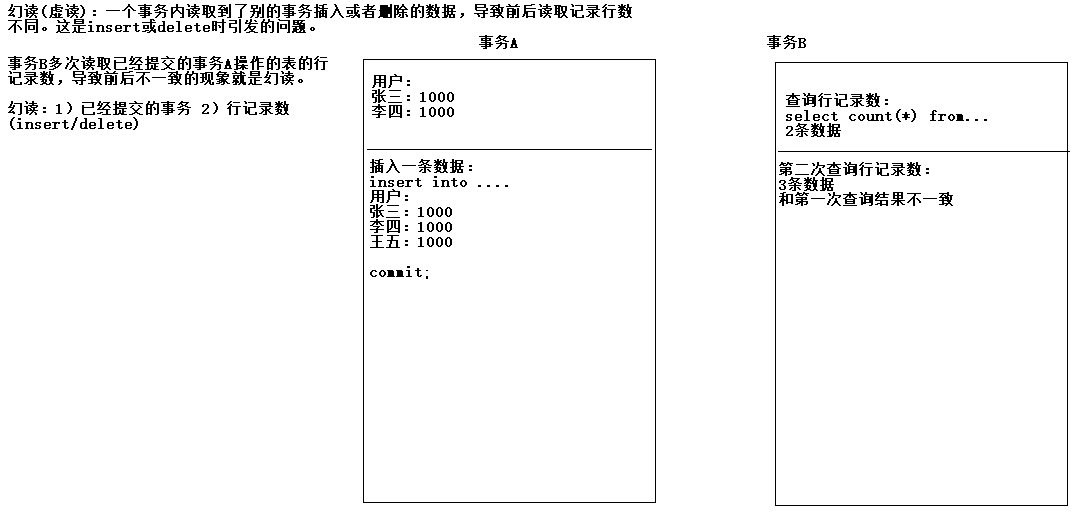 幻读(虚读)：一个事务内读取到了别的事务插入或者删除的数据，导致前后读取记录行数
不同。这是insert或delete时引发的问题。
事务B多次读取已经提交的事务A操作的表的行
记录数，导致前后不一致的现象就是幻读。
幻读：1）已经提交的事务 2）行记录数
(insert/delete)
事务A
用户：
张三：1000
李四：1000
插入一条数据：
insert into ....
用户：
张三：1000
李四：1000
王五：1000
commit;
事务B
查询行记录数：
select count(*) from...
2条数据
第二次查询行记录数：
3条数据
和第一次查询结果不一致